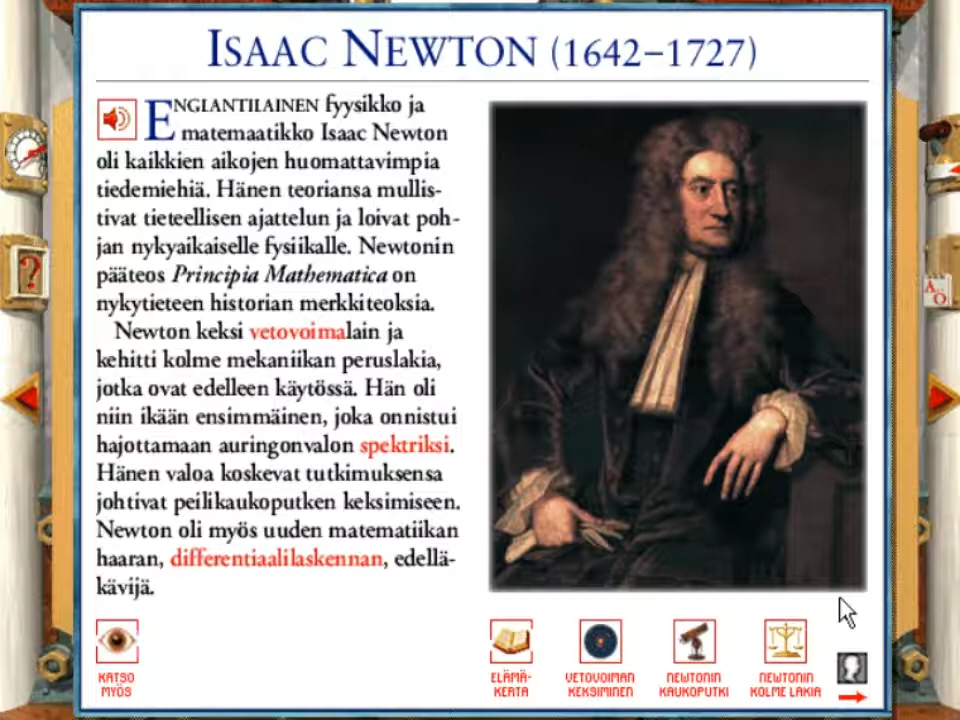 ISAAC NEWTON (1642–1727)
ENGLANTILAINEN fyysikko ja
matemaatikko Isaac Newton
oli kaikkien aikojen huomattavimpia
tiedemiehiä. Hänen teoriansa mullis-
tivat tieteellisen ajattelun ja loivat poh-
jan nykyaikaiselle fysiikalle. Newtonin
pääteos Principia Mathematica on
nykytieteen historian merkkiteoksia.
Newton keksi vetovoimalain ja
kehitti kolme mekaniikan peruslakia,
jotka ovat edelleen käytössä. Hän oli
niin ikään ensimmäinen, joka onnistui
hajottamaan auringonvalon spektriksi.
Hänen valoa koskevat tutkimuksensa
johtivat peilikaukoputken keksimiseen.
Newton oli myös uuden matematiikan
haaran, differentiaalilaskennan, edellä-
kävijä.
KATSO
MYÖS
ELÄMÄ-
KERTA
VETOVOIMAN
KEKSIMINEN
NEWTONIN
KAUKOPUTKI
NEWTONIN
KOLME LAKIA
?
A...
Ö